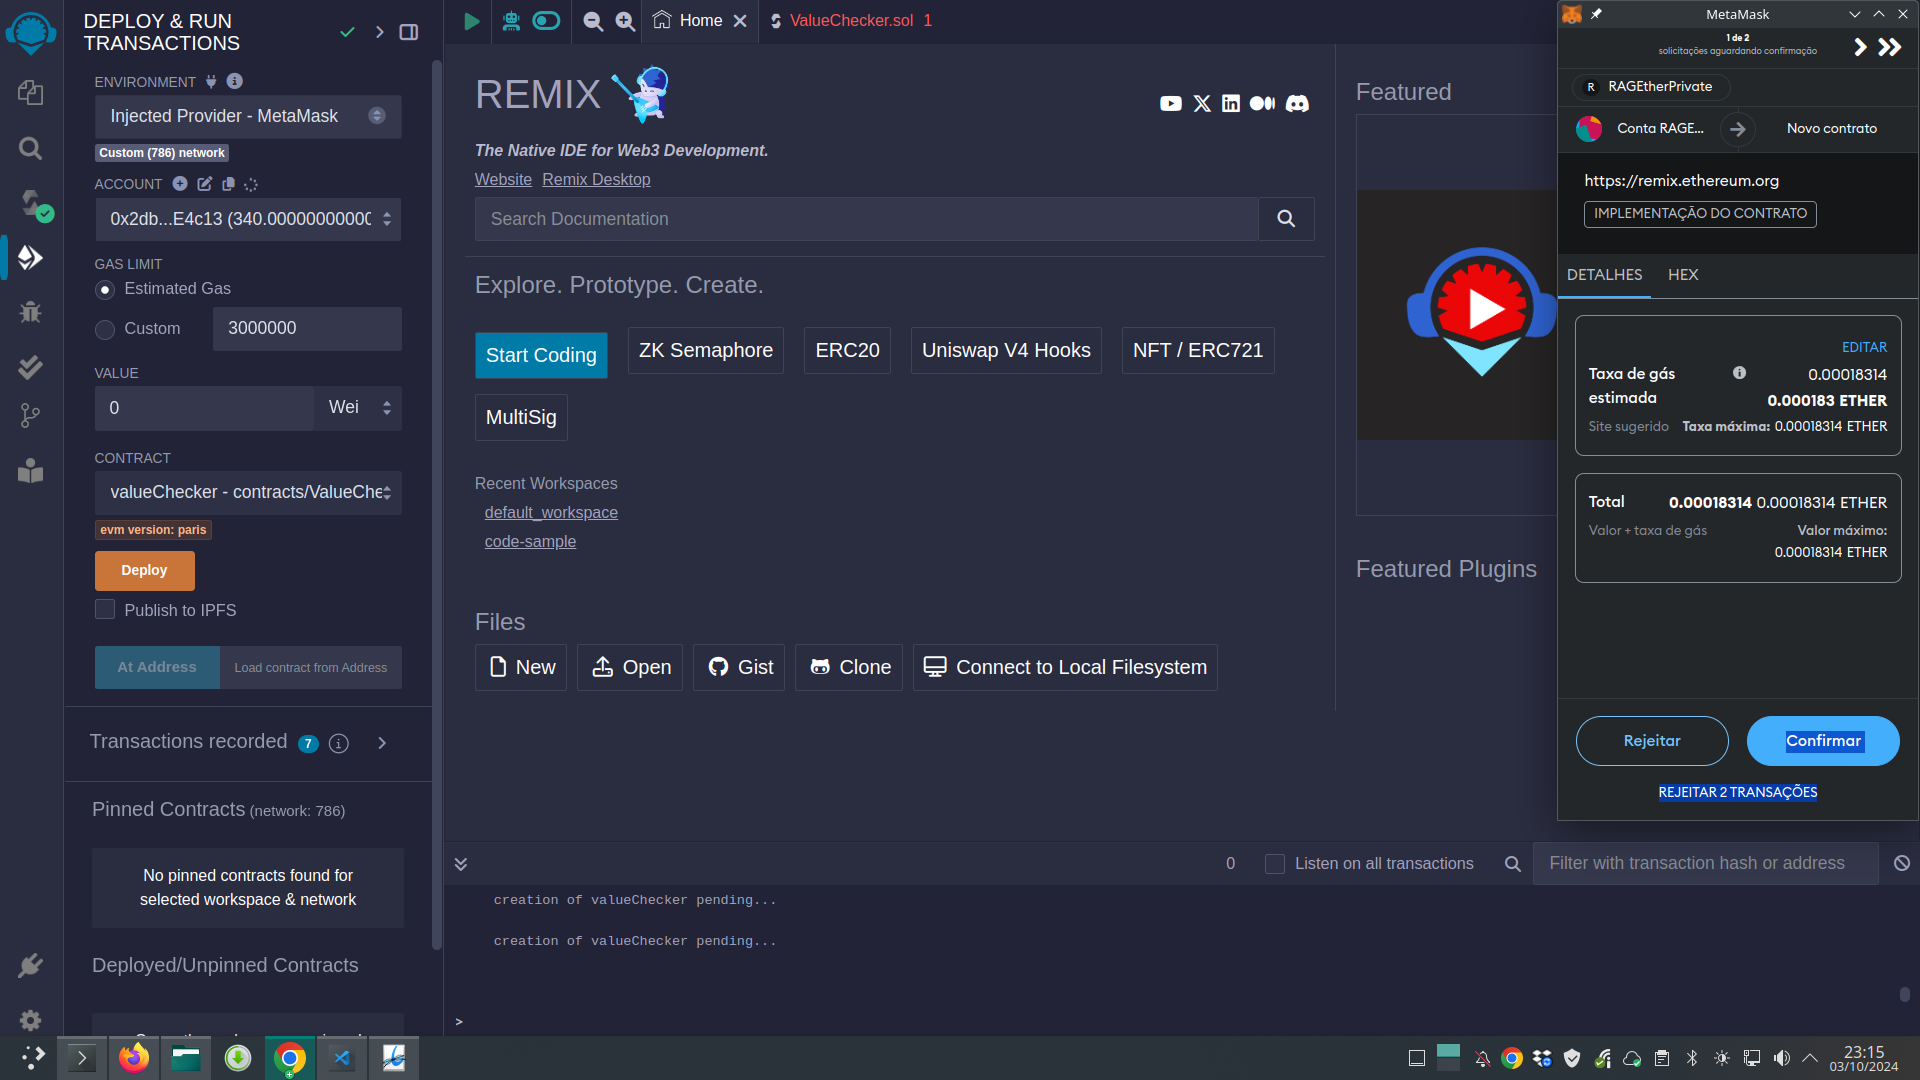 DEPLOY & RUN
TRANSACTIONS
ENVIRONMENT
Injected Provider - MetaMask
Custom (786) network
ACCOUNT
0x2db...E4c13 (340.00000000000
GAS LIMIT
Estimated Gas
Custom
3000000
VALUE
0
Wei
CONTRACT
valueChecker - contracts/ValueChe
evm version: paris
Deploy
Publish to IPFS
At Address
Load contract from Address
Transactions recorded 7
Pinned Contracts (network: 786)
No pinned contracts found for
selected workspace & network
Deployed/Unpinned Contracts
Home
ValueChecker.sol 1
REMIX
The Native IDE for Web3 Development.
Website Remix Desktop
Search Documentation
Explore. Prototype. Create.
Start Coding
ZK Semaphore
ERC20
Uniswap V4 Hooks
NFT / ERC721
MultiSig
Recent Workspaces
default_workspace
code-sample
Files
New
Open
Gist
Clone
Connect to Local Filesystem
Featured
Featured Plugins
0
Listen on all transactions
Filter with transaction hash or address
creation of valueChecker pending...
creation of valueChecker pending...
>
MetaMask
1 de 2
solicitações aguardando confirmação
R RAGEtherPrivate
Conta RAGE...
Novo contrato
https://remix.ethereum.org
IMPLEMENTAÇÃO DO CONTRATO
DETALHES
HEX
EDITAR
Taxa de gás
estimada
0.00018314
0.000183 ETHER
Site sugerido
Taxa máxima: 0.00018314 ETHER
Total
0.00018314 0.00018314 ETHER
Valor + taxa de gás
Valor máximo:
0.00018314 ETHER
Rejeitar
Confirmar
REJEITAR 2 TRANSAÇÕES
23:15
03/10/2024